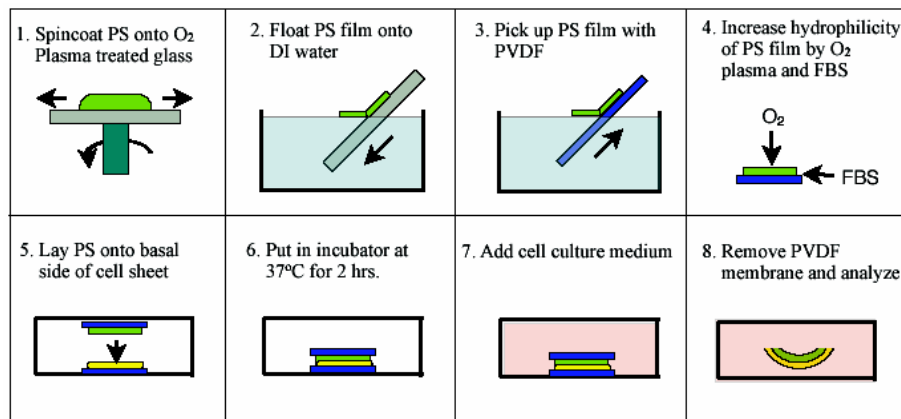 1. Spincoat PS onto O₂
Plasma treated glass
2. Float PS film onto
DI water
3. Pick up PS film with
PVDF
4. Increase hydrophilicity
of PS film by O₂
plasma and FBS
O₂
FBS
5. Lay PS onto basal
side of cell sheet
6. Put in incubator at
37°C for 2 hrs.
7. Add cell culture medium
8. Remove PVDF
membrane and analyze